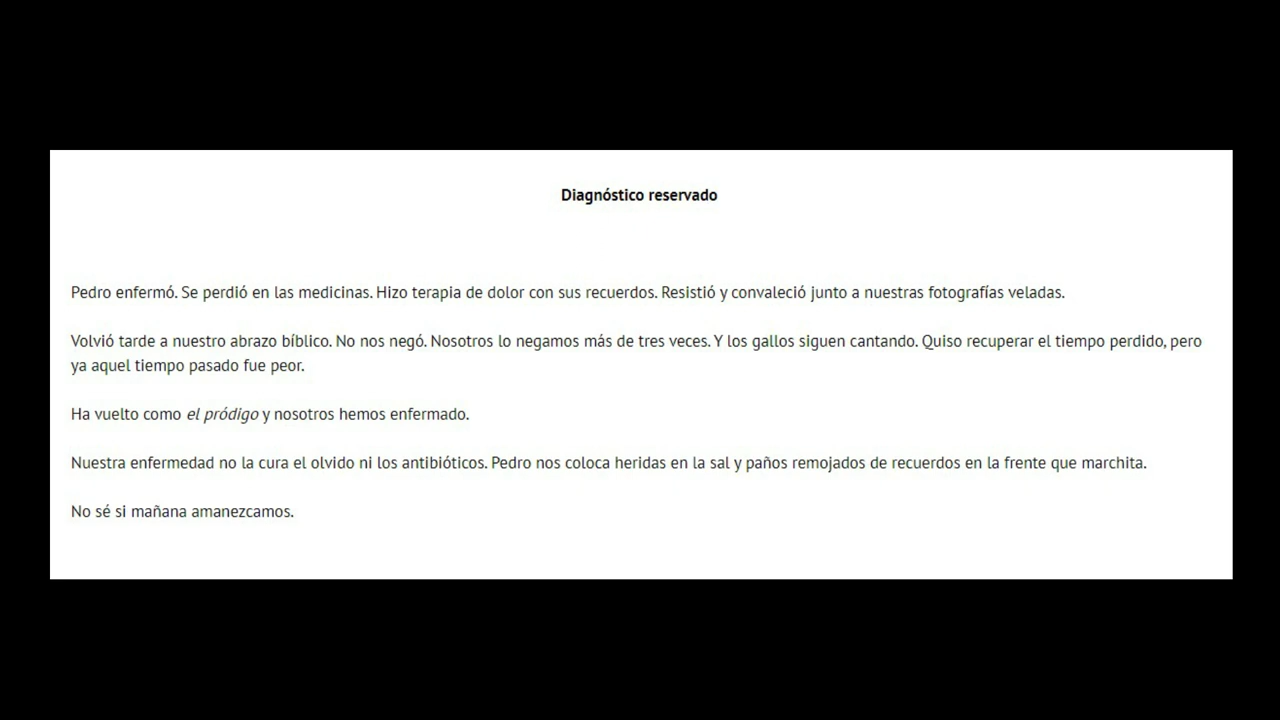 Diagnóstico reservado
Pedro enfermó. Se perdió en las medicinas. Hizo terapia de dolor con sus recuerdos. Resistió y convaleció junto a nuestras fotografías veladas.
Volvió tarde a nuestro abrazo bíblico. No nos negó. Nosotros lo negamos más de tres veces. Y los gallos siguen cantando. Quiso recuperar el tiempo perdido, pero
ya aquel tiempo pasado fue peor.
Ha vuelto como el pródigo y nosotros hemos enfermado.
Nuestra enfermedad no la cura el olvido ni los antibióticos. Pedro nos coloca heridas en la sal y paños remojados de recuerdos en la frente que marchita.
No sé si mañana amanezcamos.